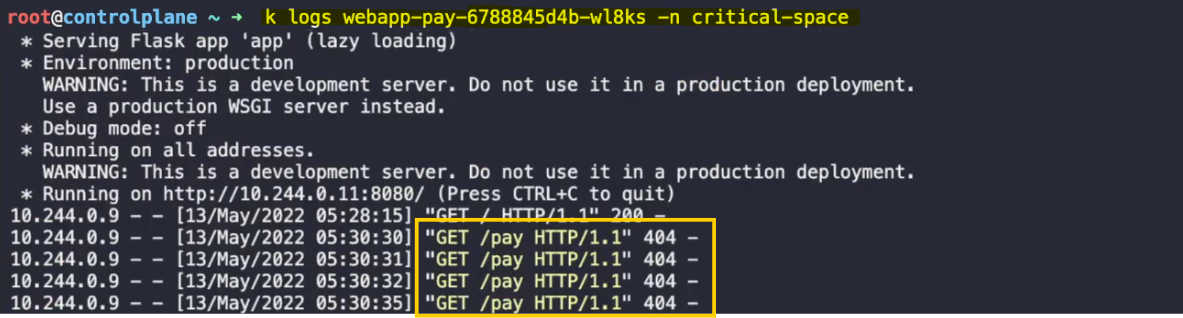 root@controlplane ~ ➜ k logs webapp-pay-6788845d4b-wl8ks -n critical-space
* Serving Flask app 'app' (lazy loading)
* Environment: production
WARNING: This is a development server. Do not use it in a production deployment.
Use a production WSGI server instead.
* Debug mode: off
* Running on all addresses.
WARNING: This is a development server. Do not use it in a production deployment.
* Running on http://10.244.0.11:8080/ (Press CTRL+C to quit)
10.244.0.9 - - [13/May/2022 05:28:15] "GET / HTTP/1.1" 200 -
10.244.0.9 - - [13/May/2022 05:30:30] "GET /pay HTTP/1.1" 404 -
10.244.0.9 - - [13/May/2022 05:30:31] "GET /pay HTTP/1.1" 404 -
10.244.0.9 - - [13/May/2022 05:30:32] "GET /pay HTTP/1.1" 404 -
10.244.0.9 - - [13/May/2022 05:30:35] "GET /pay HTTP/1.1" 404 -